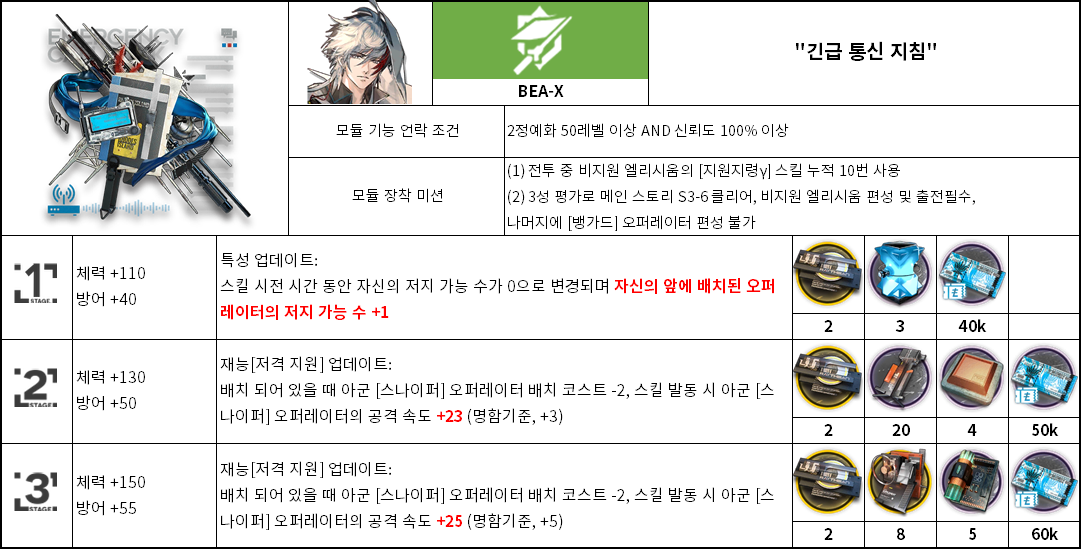 EMERGENCY
RHODES
ISLAND
BEA-X
"긴급 통신 지침"
모듈 기능 언락 조건
2정예화 50레벨 이상 AND 신뢰도 100% 이상
모듈 장착 미션
(1) 전투 중 비지원 엘리시움의 [지원지령γ] 스킬 누적 10번 사용
(2) 3성 평가로 메인 스토리 S3-6 클리어, 비지원 엘리시움 편성 및 출전필수,
나머지에 [뱅가드] 오퍼레이터 편성 불가
1
STAGE
체력 +110
방어 +40
특성 업데이트:
스킬 시전 시간 동안 자신의 저지 가능 수가 0으로 변경되며 자신의 앞에 배치된 오퍼
레이터의 저지 가능 수 +1
2
3
40k
2
STAGE
체력 +130
방어 +50
재능[저격 지원] 업데이트:
배치 되어 있을 때 아군 [스나이퍼] 오퍼레이터 배치 코스트 -2, 스킬 발동 시 아군 [스
나이퍼] 오퍼레이터의 공격 속도 +23 (명함기준, +3)
2
20
4
50k
3
STAGE
체력 +150
방어 +55
재능[저격 지원] 업데이트:
배치 되어 있을 때 아군 [스나이퍼] 오퍼레이터 배치 코스트 -2, 스킬 발동 시 아군 [스
나이퍼] 오퍼레이터의 공격 속도 +25 (명함기준, +5)
2
8
5
60k